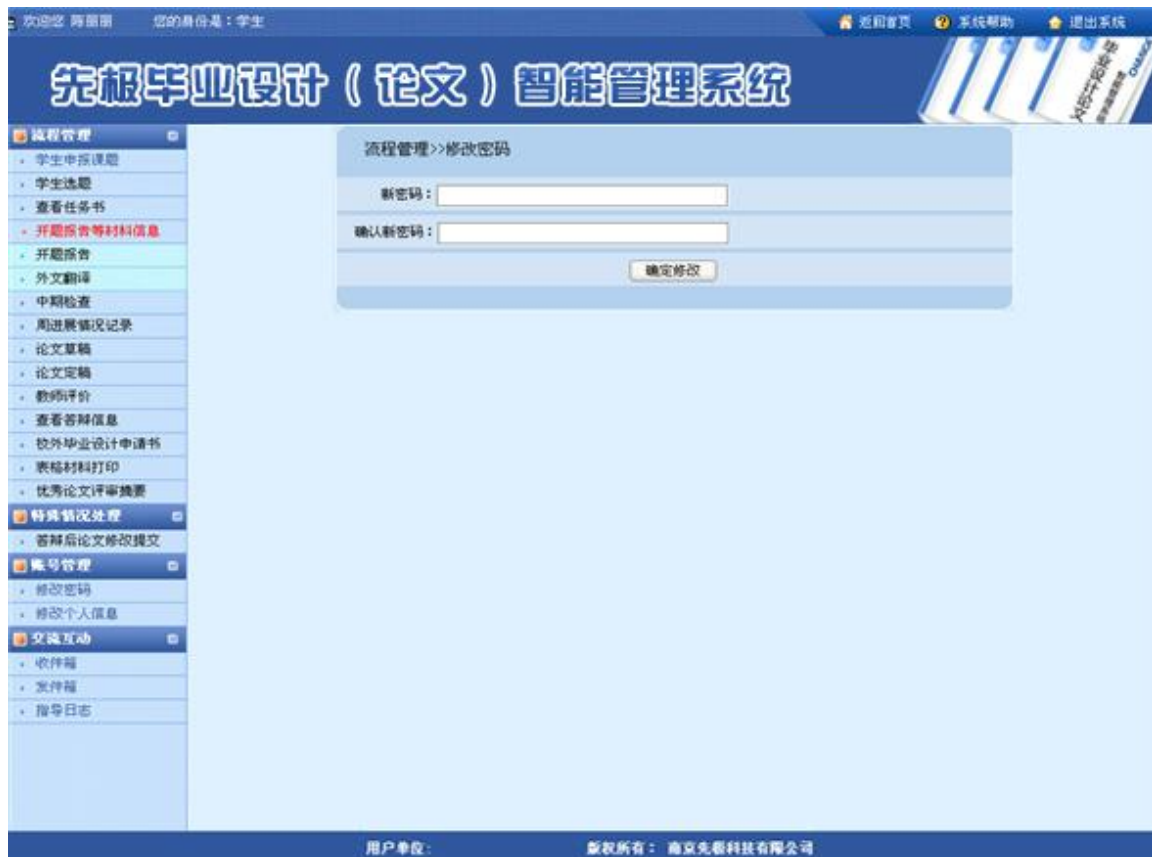 欢迎您 陈丽丽 您的身份是：学生
返回首页 系统帮助 退出系统
先极毕业设计（论文）智能管理系统
毕业设计论文
流程管理
学生申报课题
学生选题
查看任务书
开题报告等材料信息
开题报告
外文翻译
中期检查
周进展情况记录
论文草稿
论文定稿
教师评价
查看答辩信息
校外毕业设计申请书
表格材料打印
优秀论文评审摘要
特殊情况处理
答辩后论文修改提交
账号管理
修改密码
修改个人信息
交流互动
收件箱
发件箱
指导日志
流程管理>>修改密码
新密码：
确认新密码：
确定修改
用户单位: 版权所有： 南京先极科技有限公司